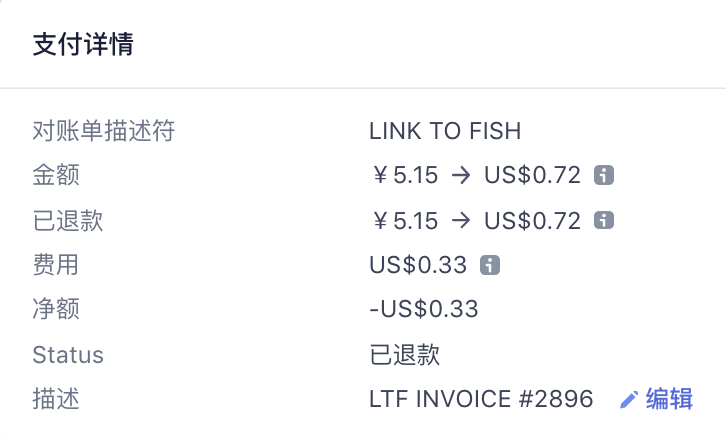 支付详情
对账单描述符 LINK TO FISH
金额 ￥5.15 → US$0.72
已退款 ￥5.15 → US$0.72
费用 US$0.33
净额 -US$0.33
Status 已退款
描述 LTF INVOICE #2896 编辑